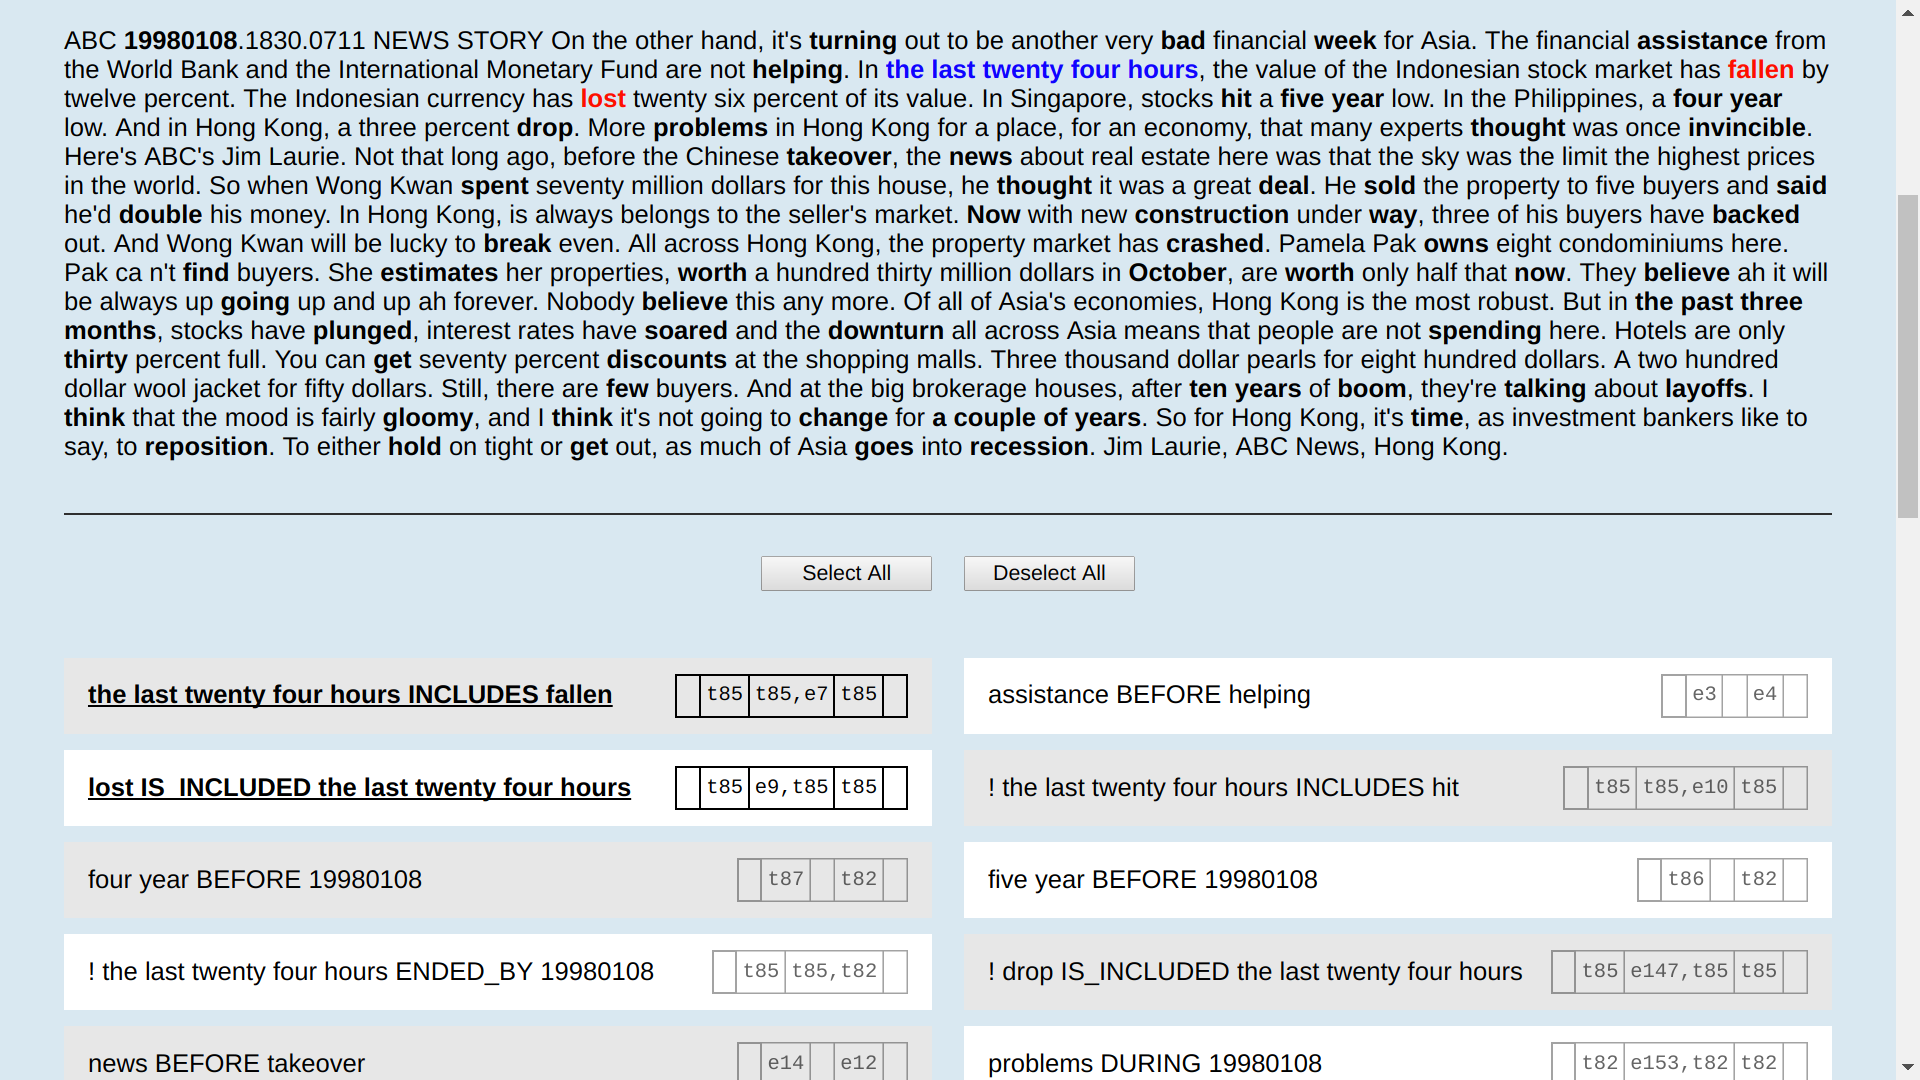 ABC 19980108.1830.0711 NEWS STORY On the other hand, it's turning out to be another very bad financial week for Asia. The financial assistance from
the World Bank and the International Monetary Fund are not helping. In the last twenty four hours, the value of the Indonesian stock market has fallen by
twelve percent. The Indonesian currency has lost twenty six percent of its value. In Singapore, stocks hit a five year low. In the Philippines, a four year
low. And in Hong Kong, a three percent drop. More problems in Hong Kong for a place, for an economy, that many experts thought was once invincible.
Here's ABC's Jim Laurie. Not that long ago, before the Chinese takeover, the news about real estate here was that the sky was the limit the highest prices
in the world. So when Wong Kwan spent seventy million dollars for this house, he thought it was a great deal. He sold the property to five buyers and said
he'd double his money. In Hong Kong, is always belongs to the seller's market. Now with new construction under way, three of his buyers have backed
out. And Wong Kwan will be lucky to break even. All across Hong Kong, the property market has crashed. Pamela Pak owns eight condominiums here.
Pak ca n't find buyers. She estimates her properties, worth a hundred thirty million dollars in October, are worth only half that now. They believe ah it will
be always up going up and up ah forever. Nobody believe this any more. Of all of Asia's economies, Hong Kong is the most robust. But in the past three
months, stocks have plunged, interest rates have soared and the downturn all across Asia means that people are not spending here. Hotels are only
thirty percent full. You can get seventy percent discounts at the shopping malls. Three thousand dollar pearls for eight hundred dollars. A two hundred
dollar wool jacket for fifty dollars. Still, there are few buyers. And at the big brokerage houses, after ten years of boom, they're talking about layoffs. I
think that the mood is fairly gloomy, and I think it's not going to change for a couple of years. So for Hong Kong, it's time, as investment bankers like to
say, to reposition. To either hold on tight or get out, as much of Asia goes into recession. Jim Laurie, ABC News, Hong Kong.
Select All Deselect All
the last twenty four hours INCLUDES fallen t85 t85,e7 t85
assistance BEFORE helping e3 e4
lost IS_INCLUDED the last twenty four hours t85 e9,t85 t85
! the last twenty four hours INCLUDES hit t85 t85,e10 t85
four year BEFORE 19980108 t87 t82
five year BEFORE 19980108 t86 t82
! the last twenty four hours ENDED_BY 19980108 t85 t85,t82
! drop IS_INCLUDED the last twenty four hours t85 e147,t85 t85
news BEFORE takeover e14 e12
problems DURING 19980108 t82 e153,t82 t82